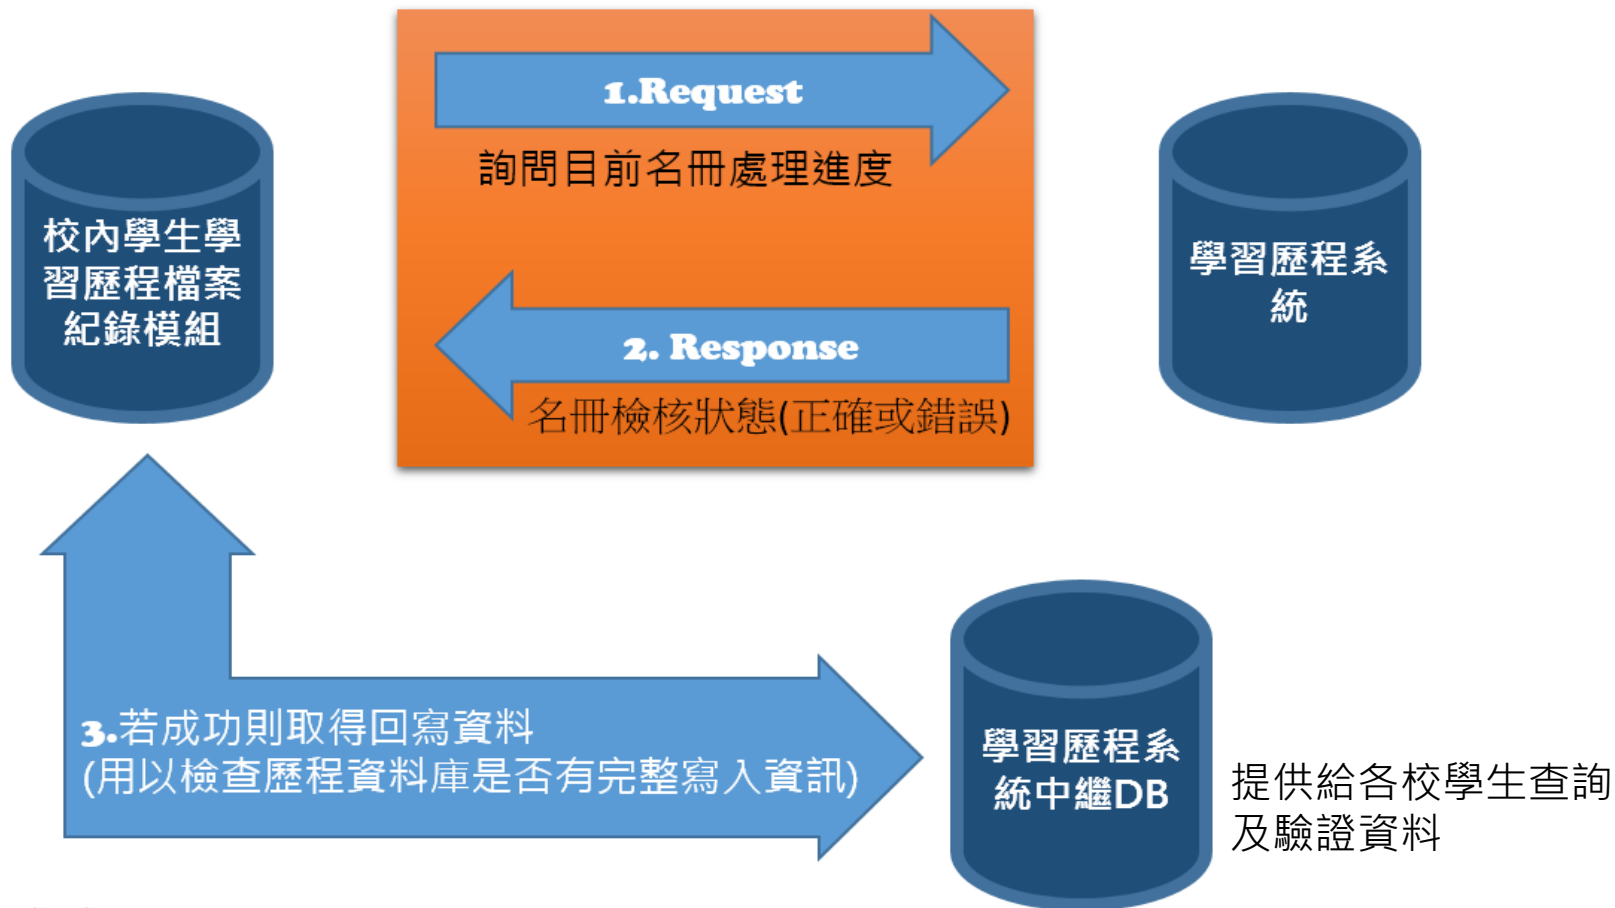 1.Request
詢問目前名冊處理進度
校內學生學
習歷程檔案
紀錄模組
學習歷程系
統
2. Response
名冊檢核狀態(正確或錯誤)
3.若成功則取得回寫資料
(用以檢查歷程資料庫是否有完整寫入資訊)
學習歷程系
統中繼DB
提供給各校學生查詢
及驗證資料